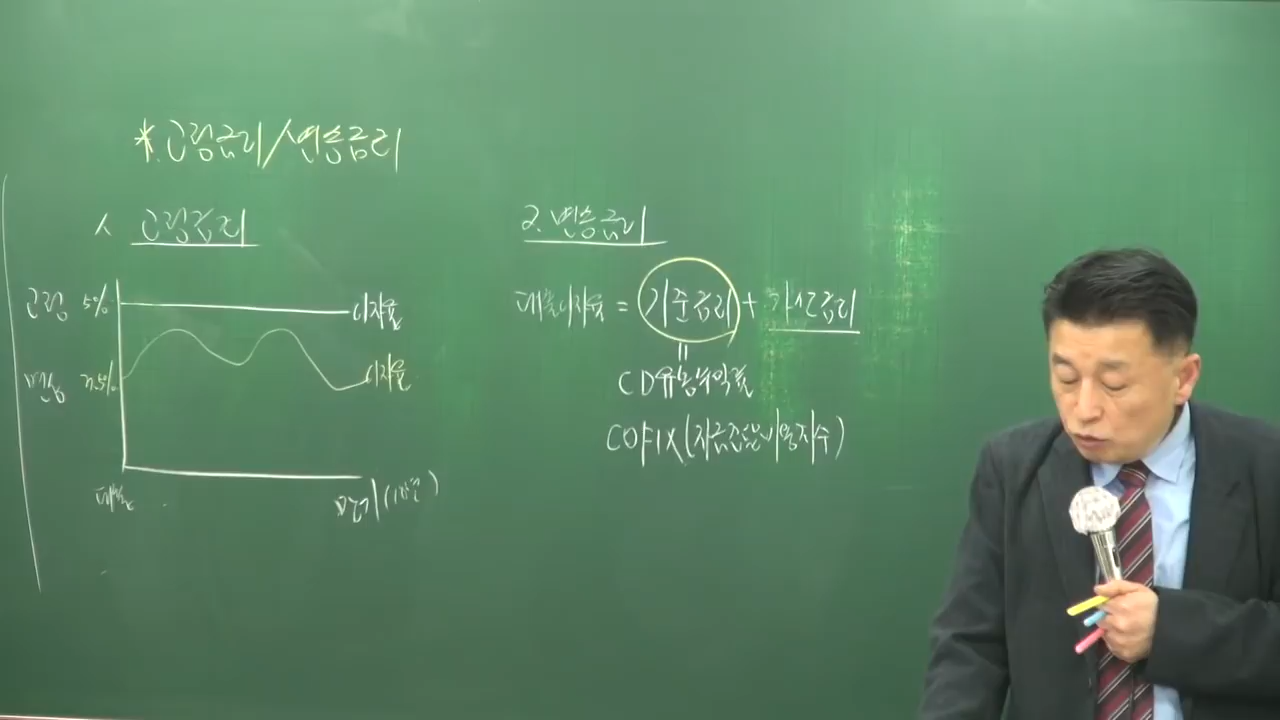 * 고정금리/변동금리
1. 고정금리
고정 5% 이자율
변동 3.5% 이자율
대출 만기(10년)
2. 변동금리
대출이자율 = 기준금리 + 가산금리
=
CD유통수익률
COFIX(자금조달비용지수)